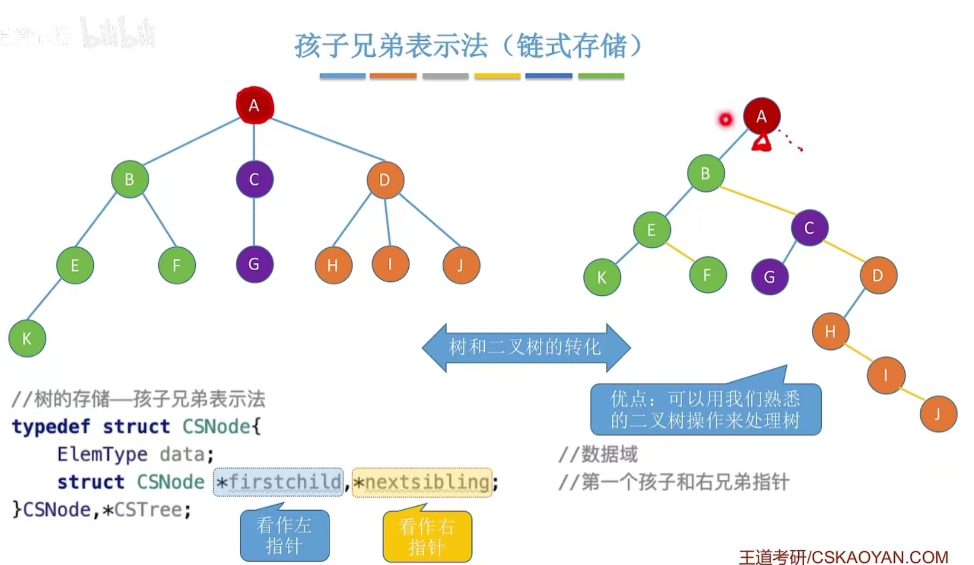 bilibili
孩子兄弟表示法（链式存储）
A
B
C
D
E
F
G
H
I
J
K
A
B
C
E
D
K
F
G
H
I
J
树和二叉树的转化
优点：可以用我们熟悉
的二叉树操作来处理树
//树的存储——孩子兄弟表示法
typedef struct CSNode{
ElemType data; //数据域
struct CSNode *firstchild,*nextsibling; //第一个孩子和右兄弟指针
}CSNode,*CSTree;
看作左
指针
看作右
指针
王道考研/CSKAOYAN.COM